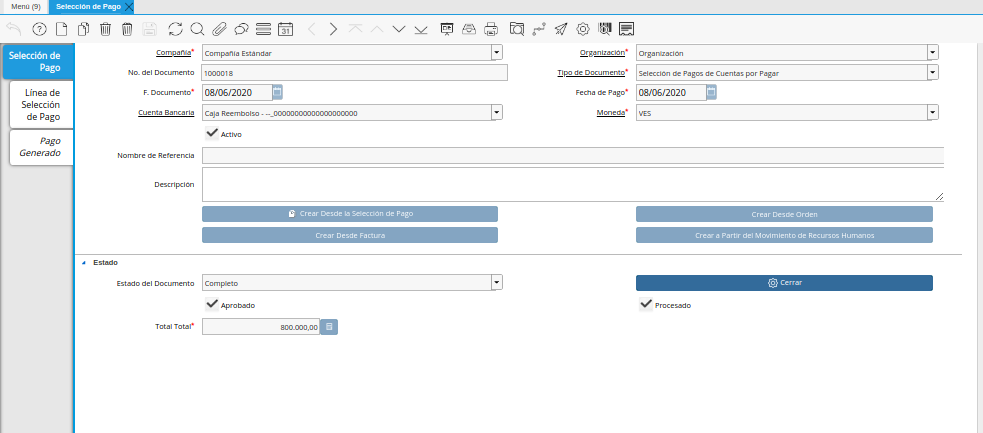 Menú (9)
Selección de Pago
31
Selección de
Pago
Línea de
Selección
de Pago
Pago
Generado
Compañía* Compañía Estándar Organización* Organización
No. del Documento 1000018 Tipo de Documento* Selección de Pagos de Cuentas por Pagar
F. Documento* 08/06/2020 Fecha de Pago* 08/06/2020
Cuenta Bancaria Caja Reembolso - --_00000000000000000000 Moneda* VES
Activo
Nombre de Referencia
Descripción
Crear Desde la Selección de Pago Crear Desde Orden
Crear Desde Factura Crear a Partir del Movimiento de Recursos Humanos
Estado
Estado del Documento Completo Cerrar
Aprobado Procesado
Total Total* 800.000,00